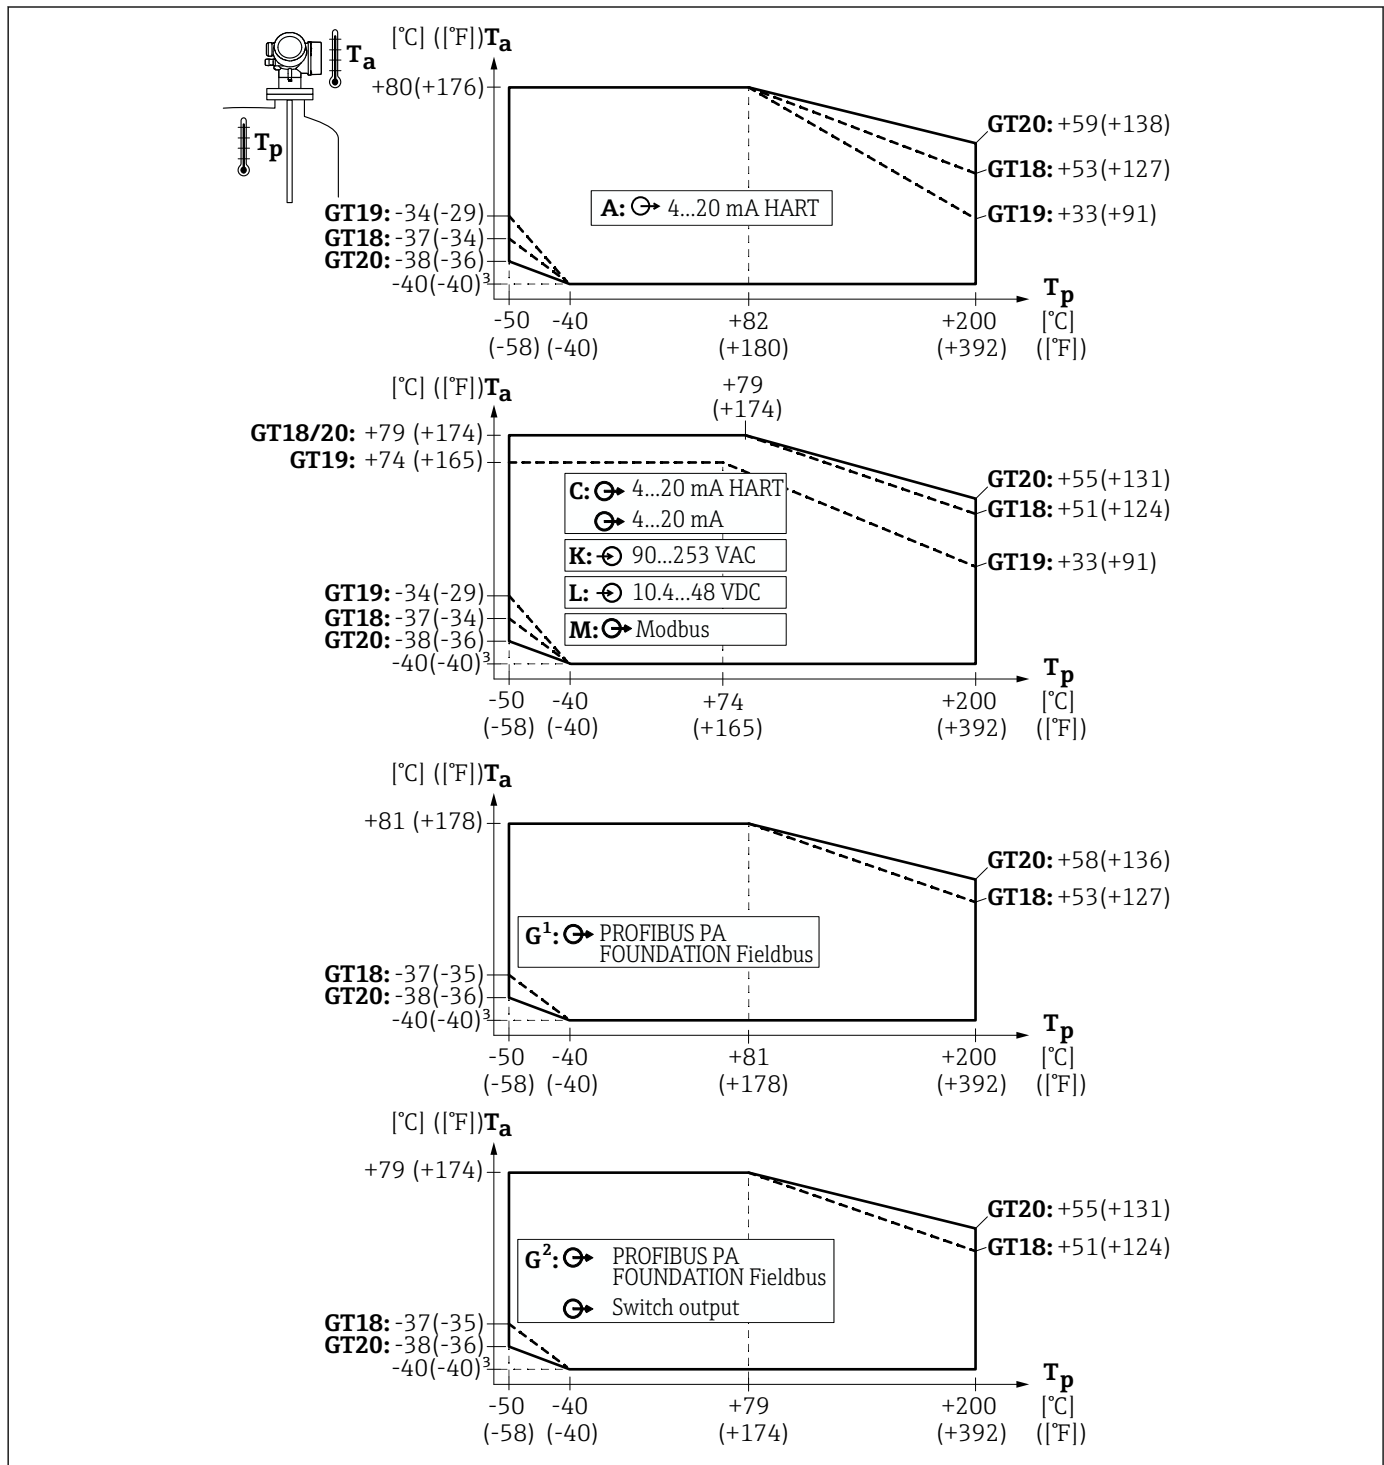 [°C] ([°F]) Ta
Ta
Tp
+80(+176)
GT20: +59(+138)
GT18: +53(+127)
GT19: +33(+91)
A: 4...20 mA HART
GT19: -34(-29)
GT18: -37(-34)
GT20: -38(-36)
-40(-40)³
Tp
-50 -40 +82 +200 [°C]
(-58) (-40) (+180) (+392) ([°F])
[°C] ([°F]) Ta
+79
(+174)
GT18/20: +79 (+174)
GT19: +74 (+165)
GT20: +55(+131)
GT18: +51(+124)
GT19: +33(+91)
C: 4...20 mA HART
4...20 mA
K: 90...253 VAC
L: 10.4...48 VDC
M: Modbus
GT19: -34(-29)
GT18: -37(-34)
GT20: -38(-36)
-40(-40)³
Tp
-50 -40 +74 +200 [°C]
(-58) (-40) (+165) (+392) ([°F])
[°C] ([°F]) Ta
+81 (+178)
GT20: +58(+136)
GT18: +53(+127)
G¹: PROFIBUS PA
FOUNDATION Fieldbus
GT18: -37(-35)
GT20: -38(-36)
-40(-40)³
Tp
-50 -40 +81 +200 [°C]
(-58) (-40) (+178) (+392) ([°F])
[°C] ([°F]) Ta
+79 (+174)
GT20: +55(+131)
GT18: +51(+124)
G²: PROFIBUS PA
FOUNDATION Fieldbus
Switch output
GT18: -37(-35)
GT20: -38(-36)
-40(-40)³
Tp
-50 -40 +79 +200 [°C]
(-58) (-40) (+174) (+392) ([°F])